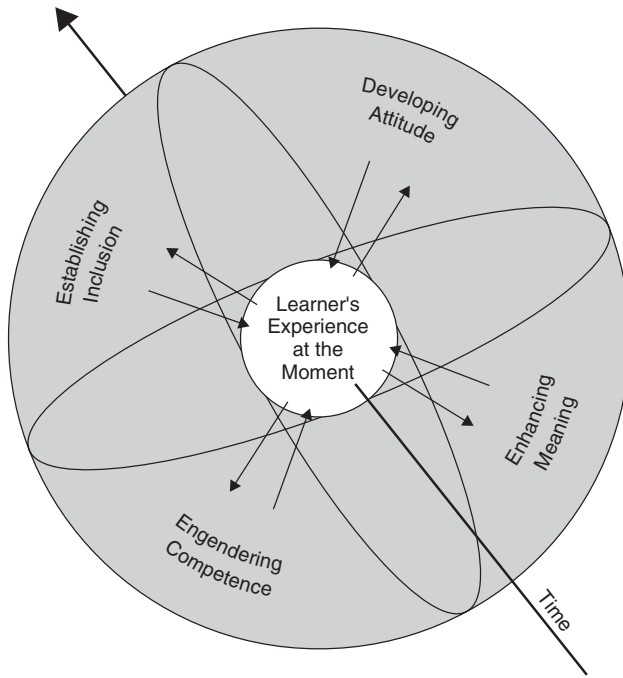 Developing
Attitude
Establishing
Inclusion
Learner's
Experience
at the
Moment
Enhancing
Meaning
Engendering
Competence
Time